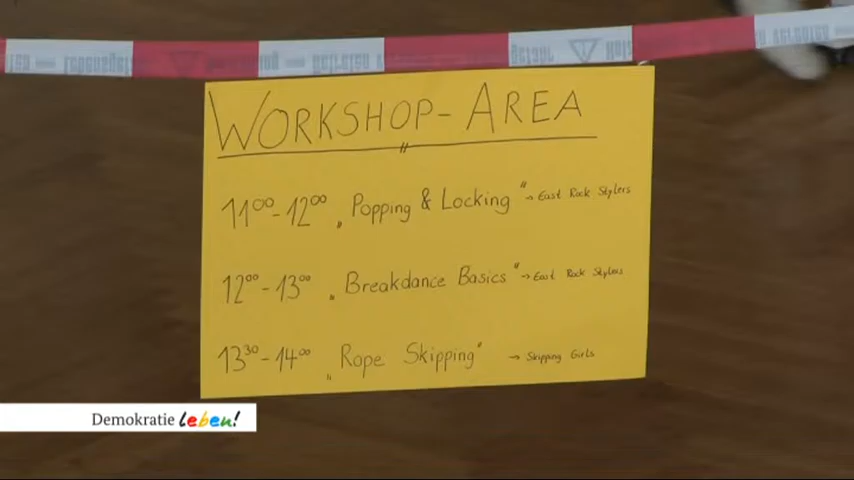 WORKSHOP-AREA
11⁰⁰-12⁰⁰ „Popping & Locking" → East Rock Stylers
12⁰⁰-13⁰⁰ „Breakdance Basics" → East Rock Stylers
13³⁰-14⁰⁰ „Rope Skipping" → Skipping Girls
Demokratie leben!